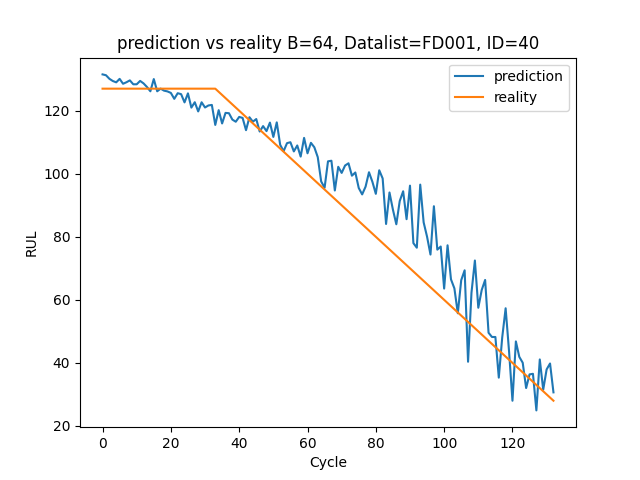 prediction vs reality B=64, Datalist=FD001, ID=40
prediction
reality
RUL
120
100
80
60
40
20
0 20 40 60 80 100 120
Cycle